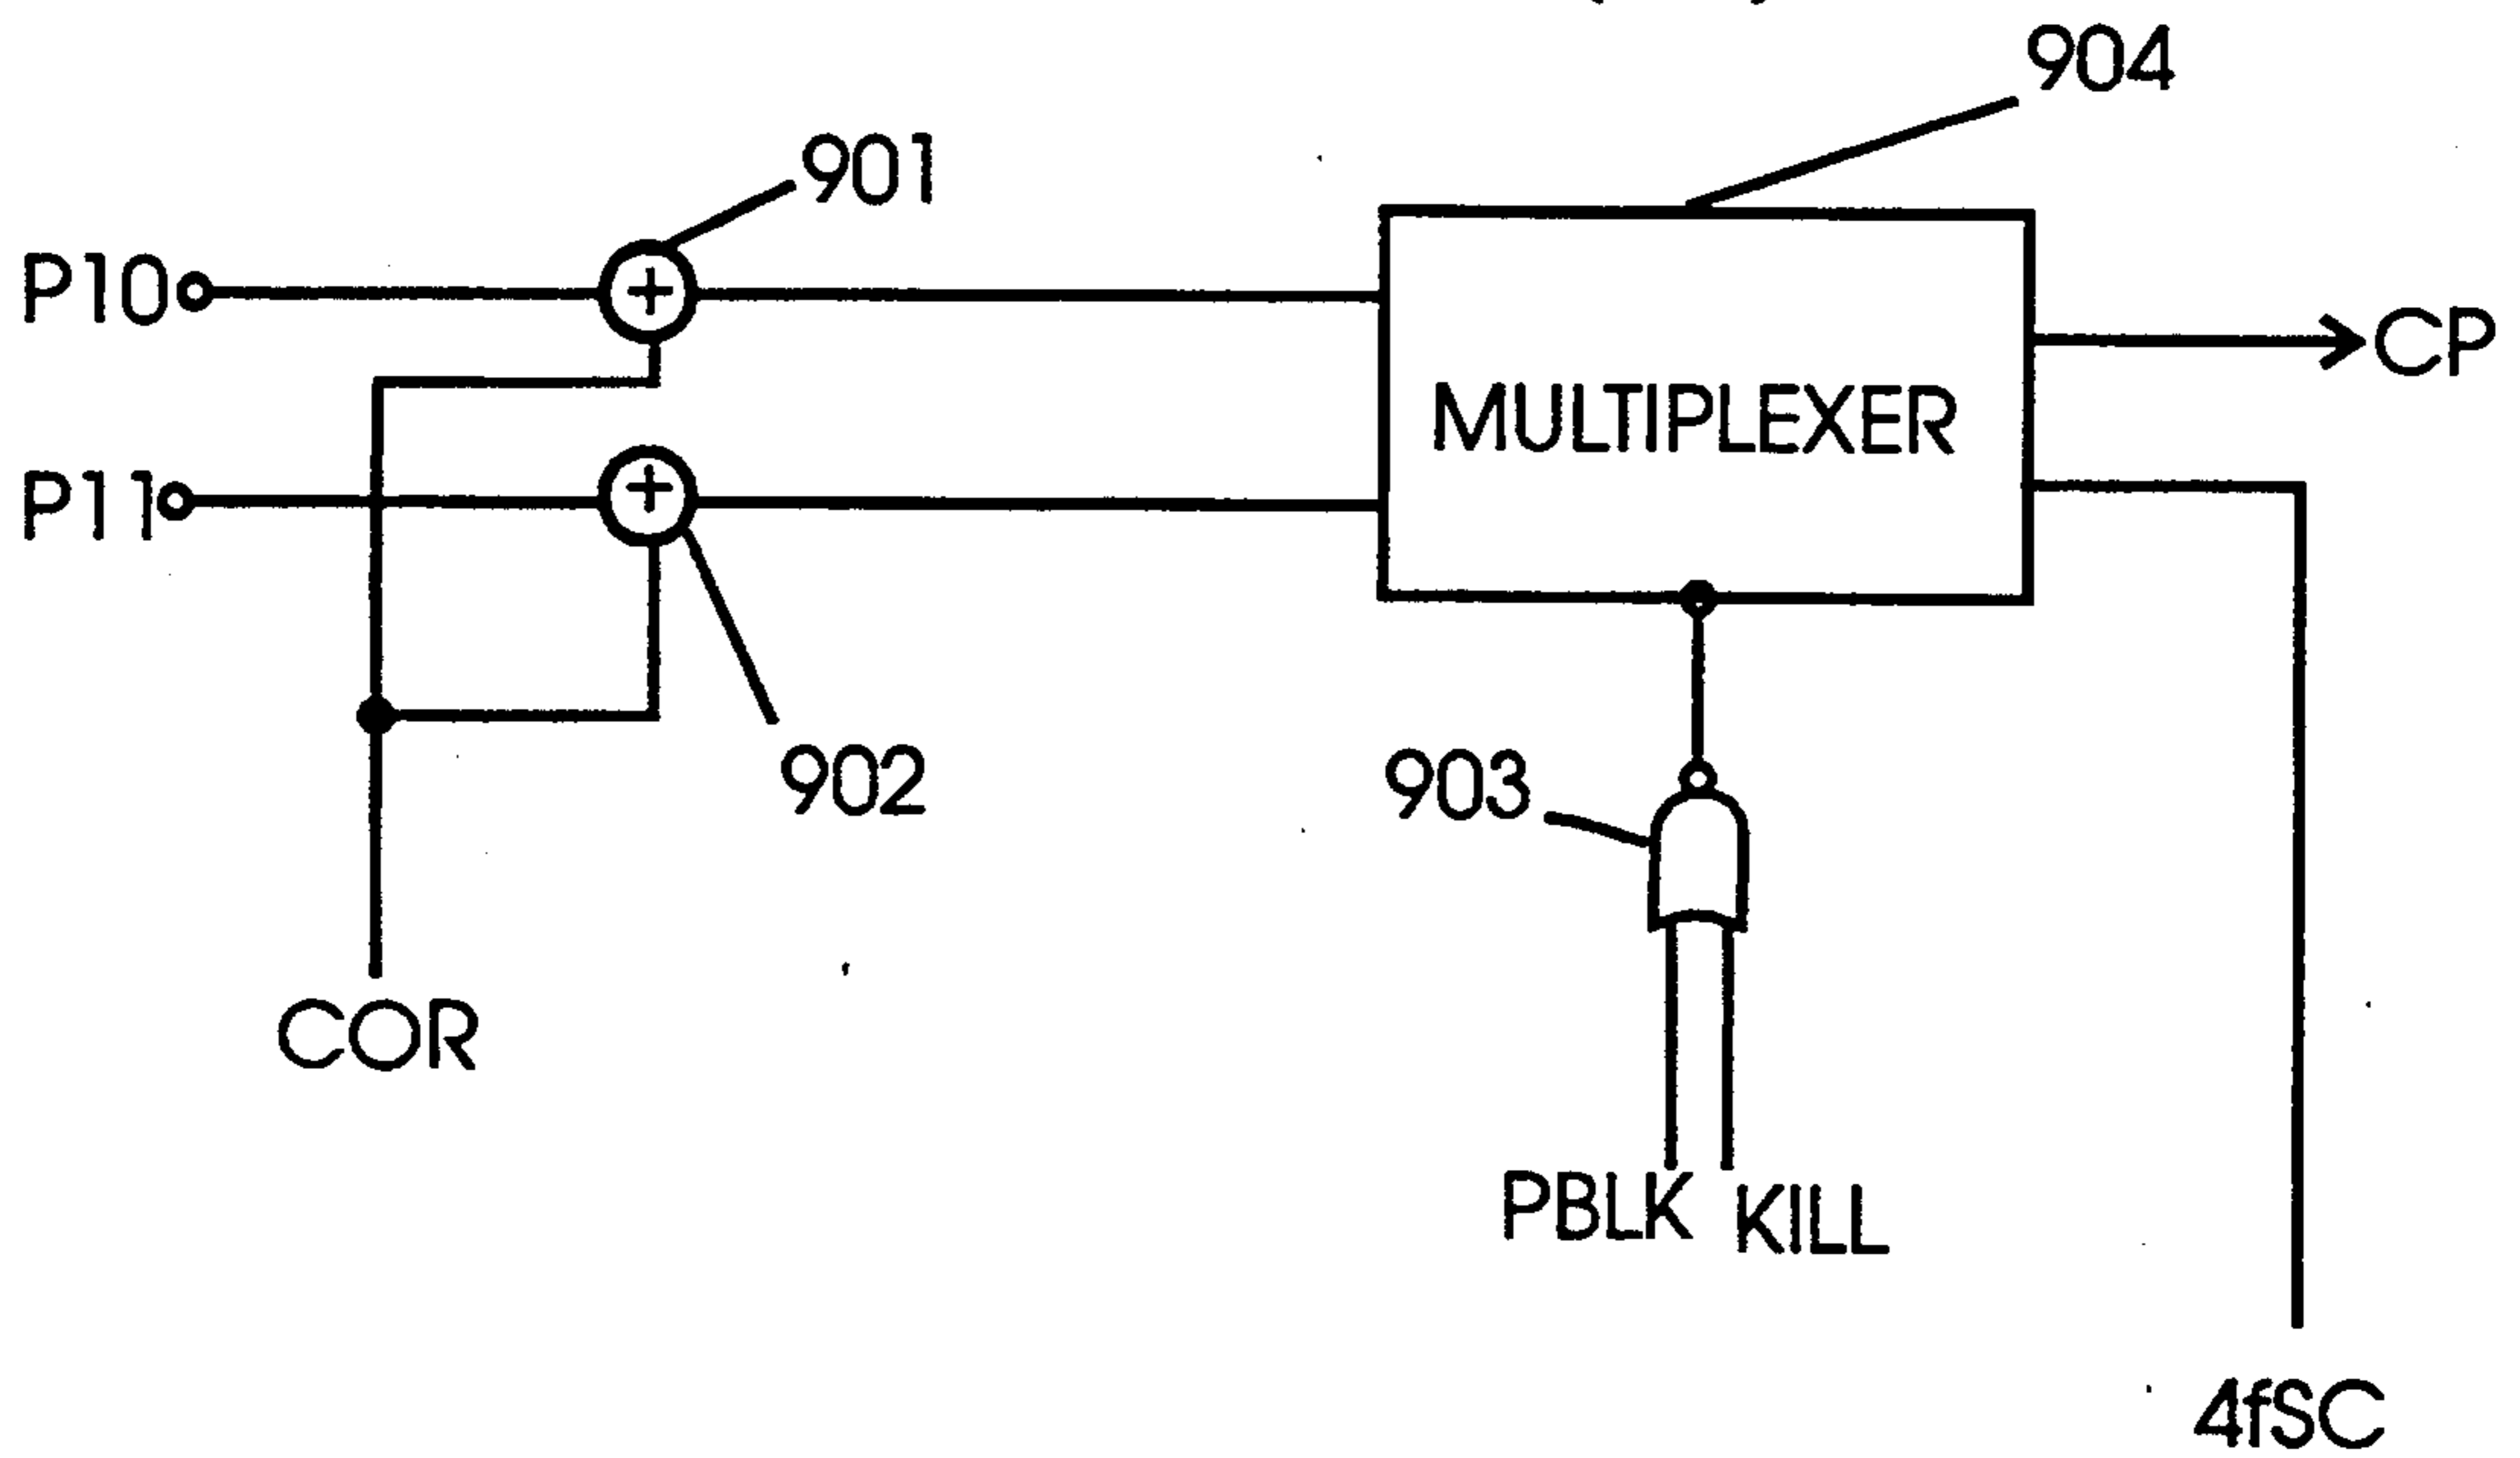 904
901
P10
CP
MULTIPLEXER
P11
902
903
COR
PBLK
KILL
4fSC